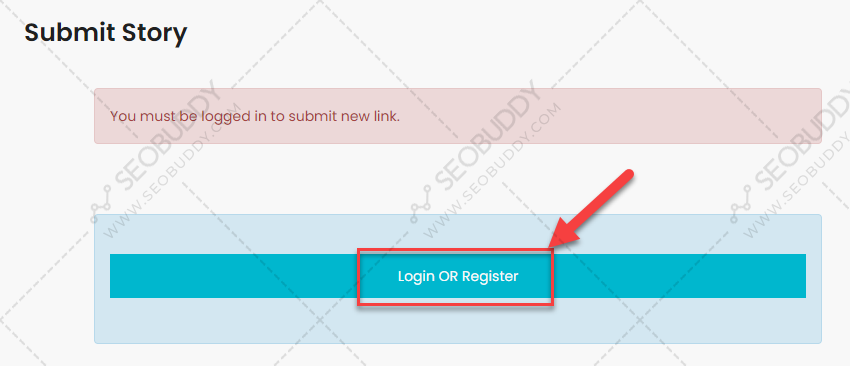 Submit Story
You must be logged in to submit new link.
SEOBUDDY
WWW.SEOBUDDY.COM
SEOBUDDY
WWW.SEOBUDDY.COM
SEOBUDDY
WWW.SEOBUDDY.COM
Login OR Register